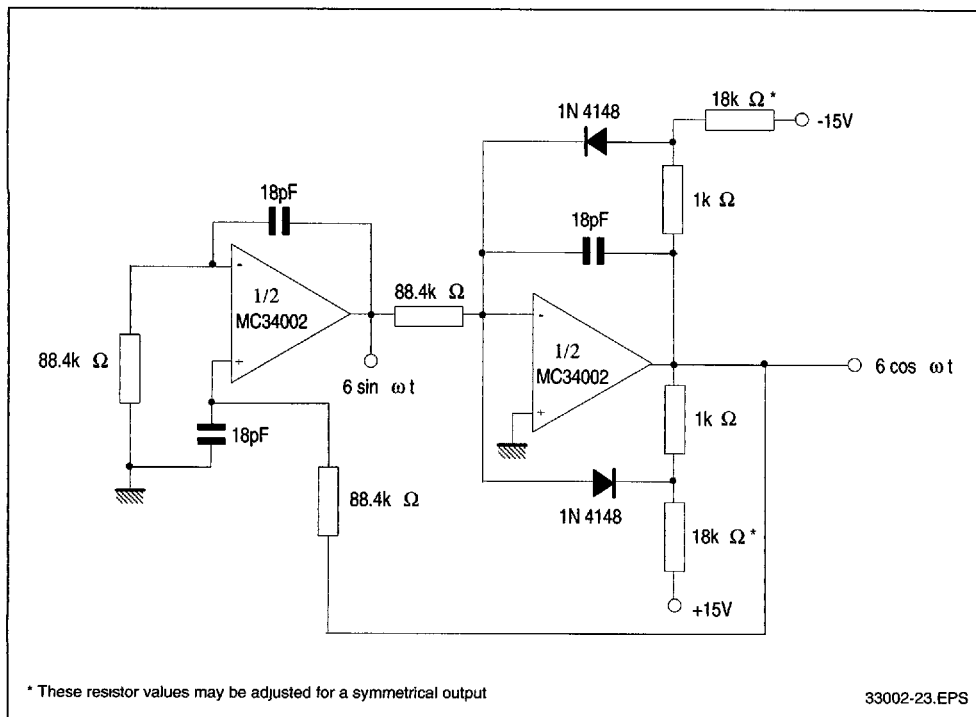 18k Ω *
1N 4148
-15V
18pF
1k Ω
18pF
-
1/2
MC34002
+
88.4k Ω
-
1/2
MC34002
+
88.4k Ω
6 sin ωt
6 cos ωt
18pF
1k Ω
88.4k Ω
1N 4148
18k Ω *
+15V
* These resistor values may be adjusted for a symmetrical output
33002-23.EPS